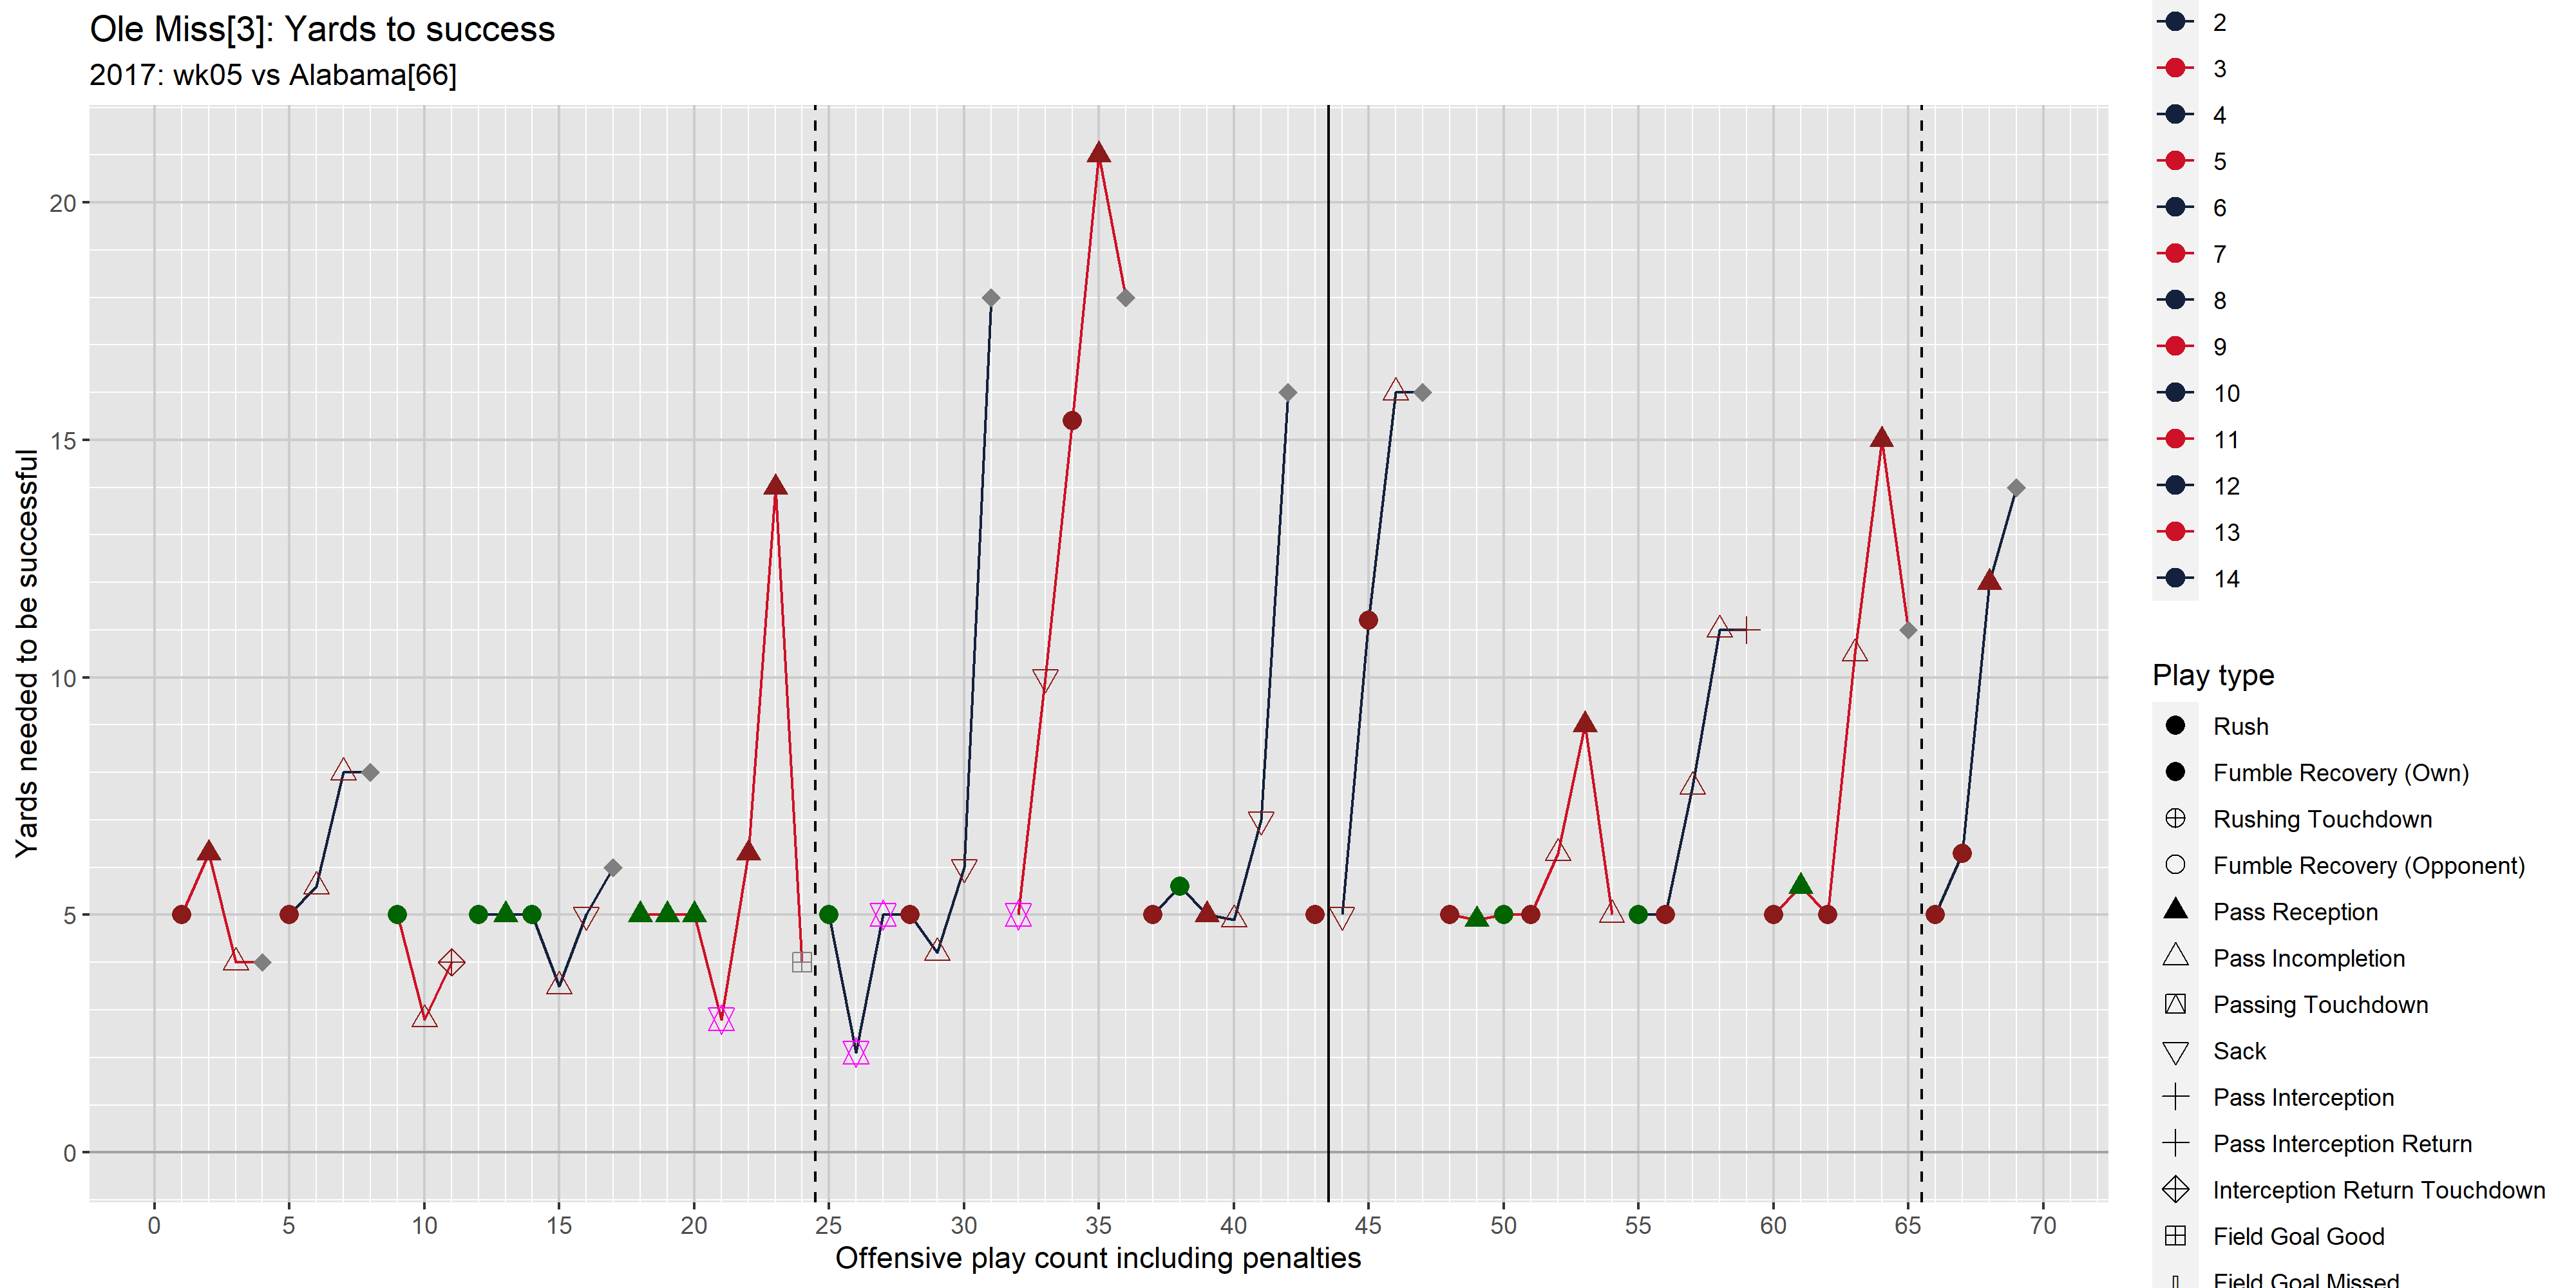 Ole Miss[3]: Yards to success
2017: wk05 vs Alabama[66]
Yards needed to be successful
20
15
10
5
0
0 5 10 15 20 25 30 35 40 45 50 55 60 65 70
Offensive play count including penalties
2
3
4
5
6
7
8
9
10
11
12
13
14
Play type
Rush
Fumble Recovery (Own)
Rushing Touchdown
Fumble Recovery (Opponent)
Pass Reception
Pass Incompletion
Passing Touchdown
Sack
Pass Interception
Pass Interception Return
Interception Return Touchdown
Field Goal Good
Field Goal Missed